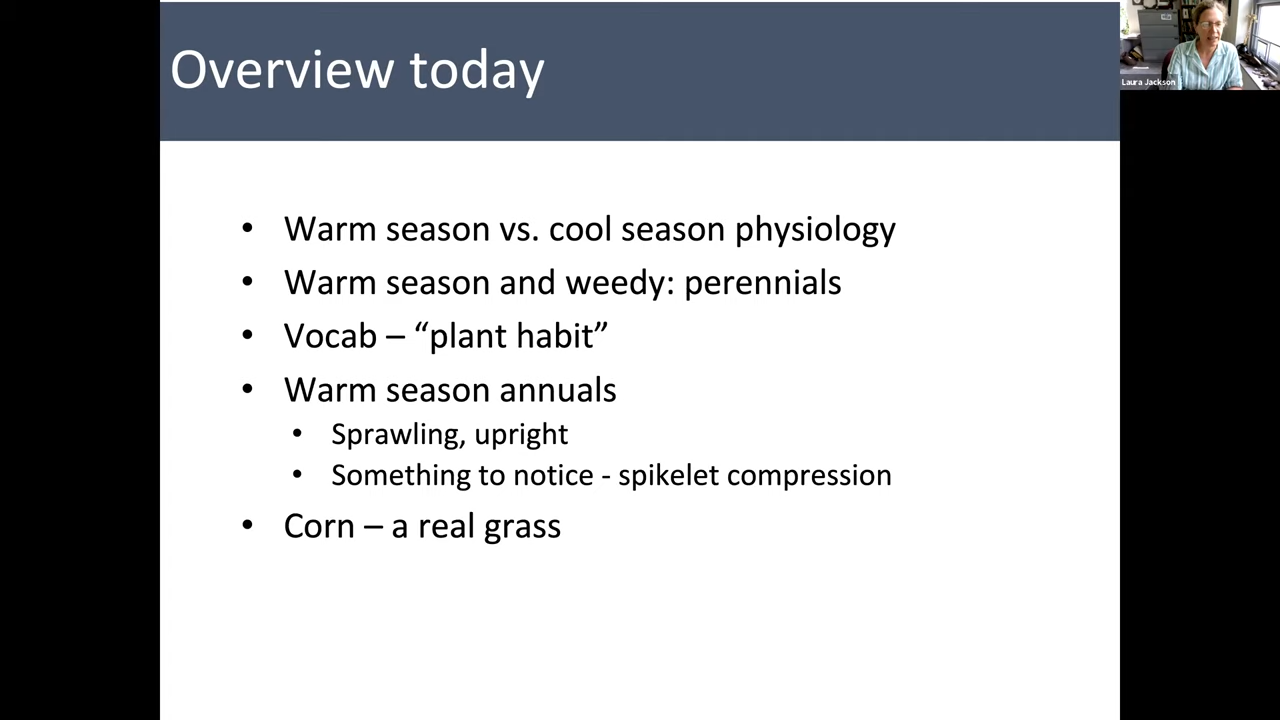 Overview today
Laura Jackson
• Warm season vs. cool season physiology
• Warm season and weedy: perennials
• Vocab – “plant habit”
• Warm season annuals
• Sprawling, upright
• Something to notice - spikelet compression
• Corn – a real grass